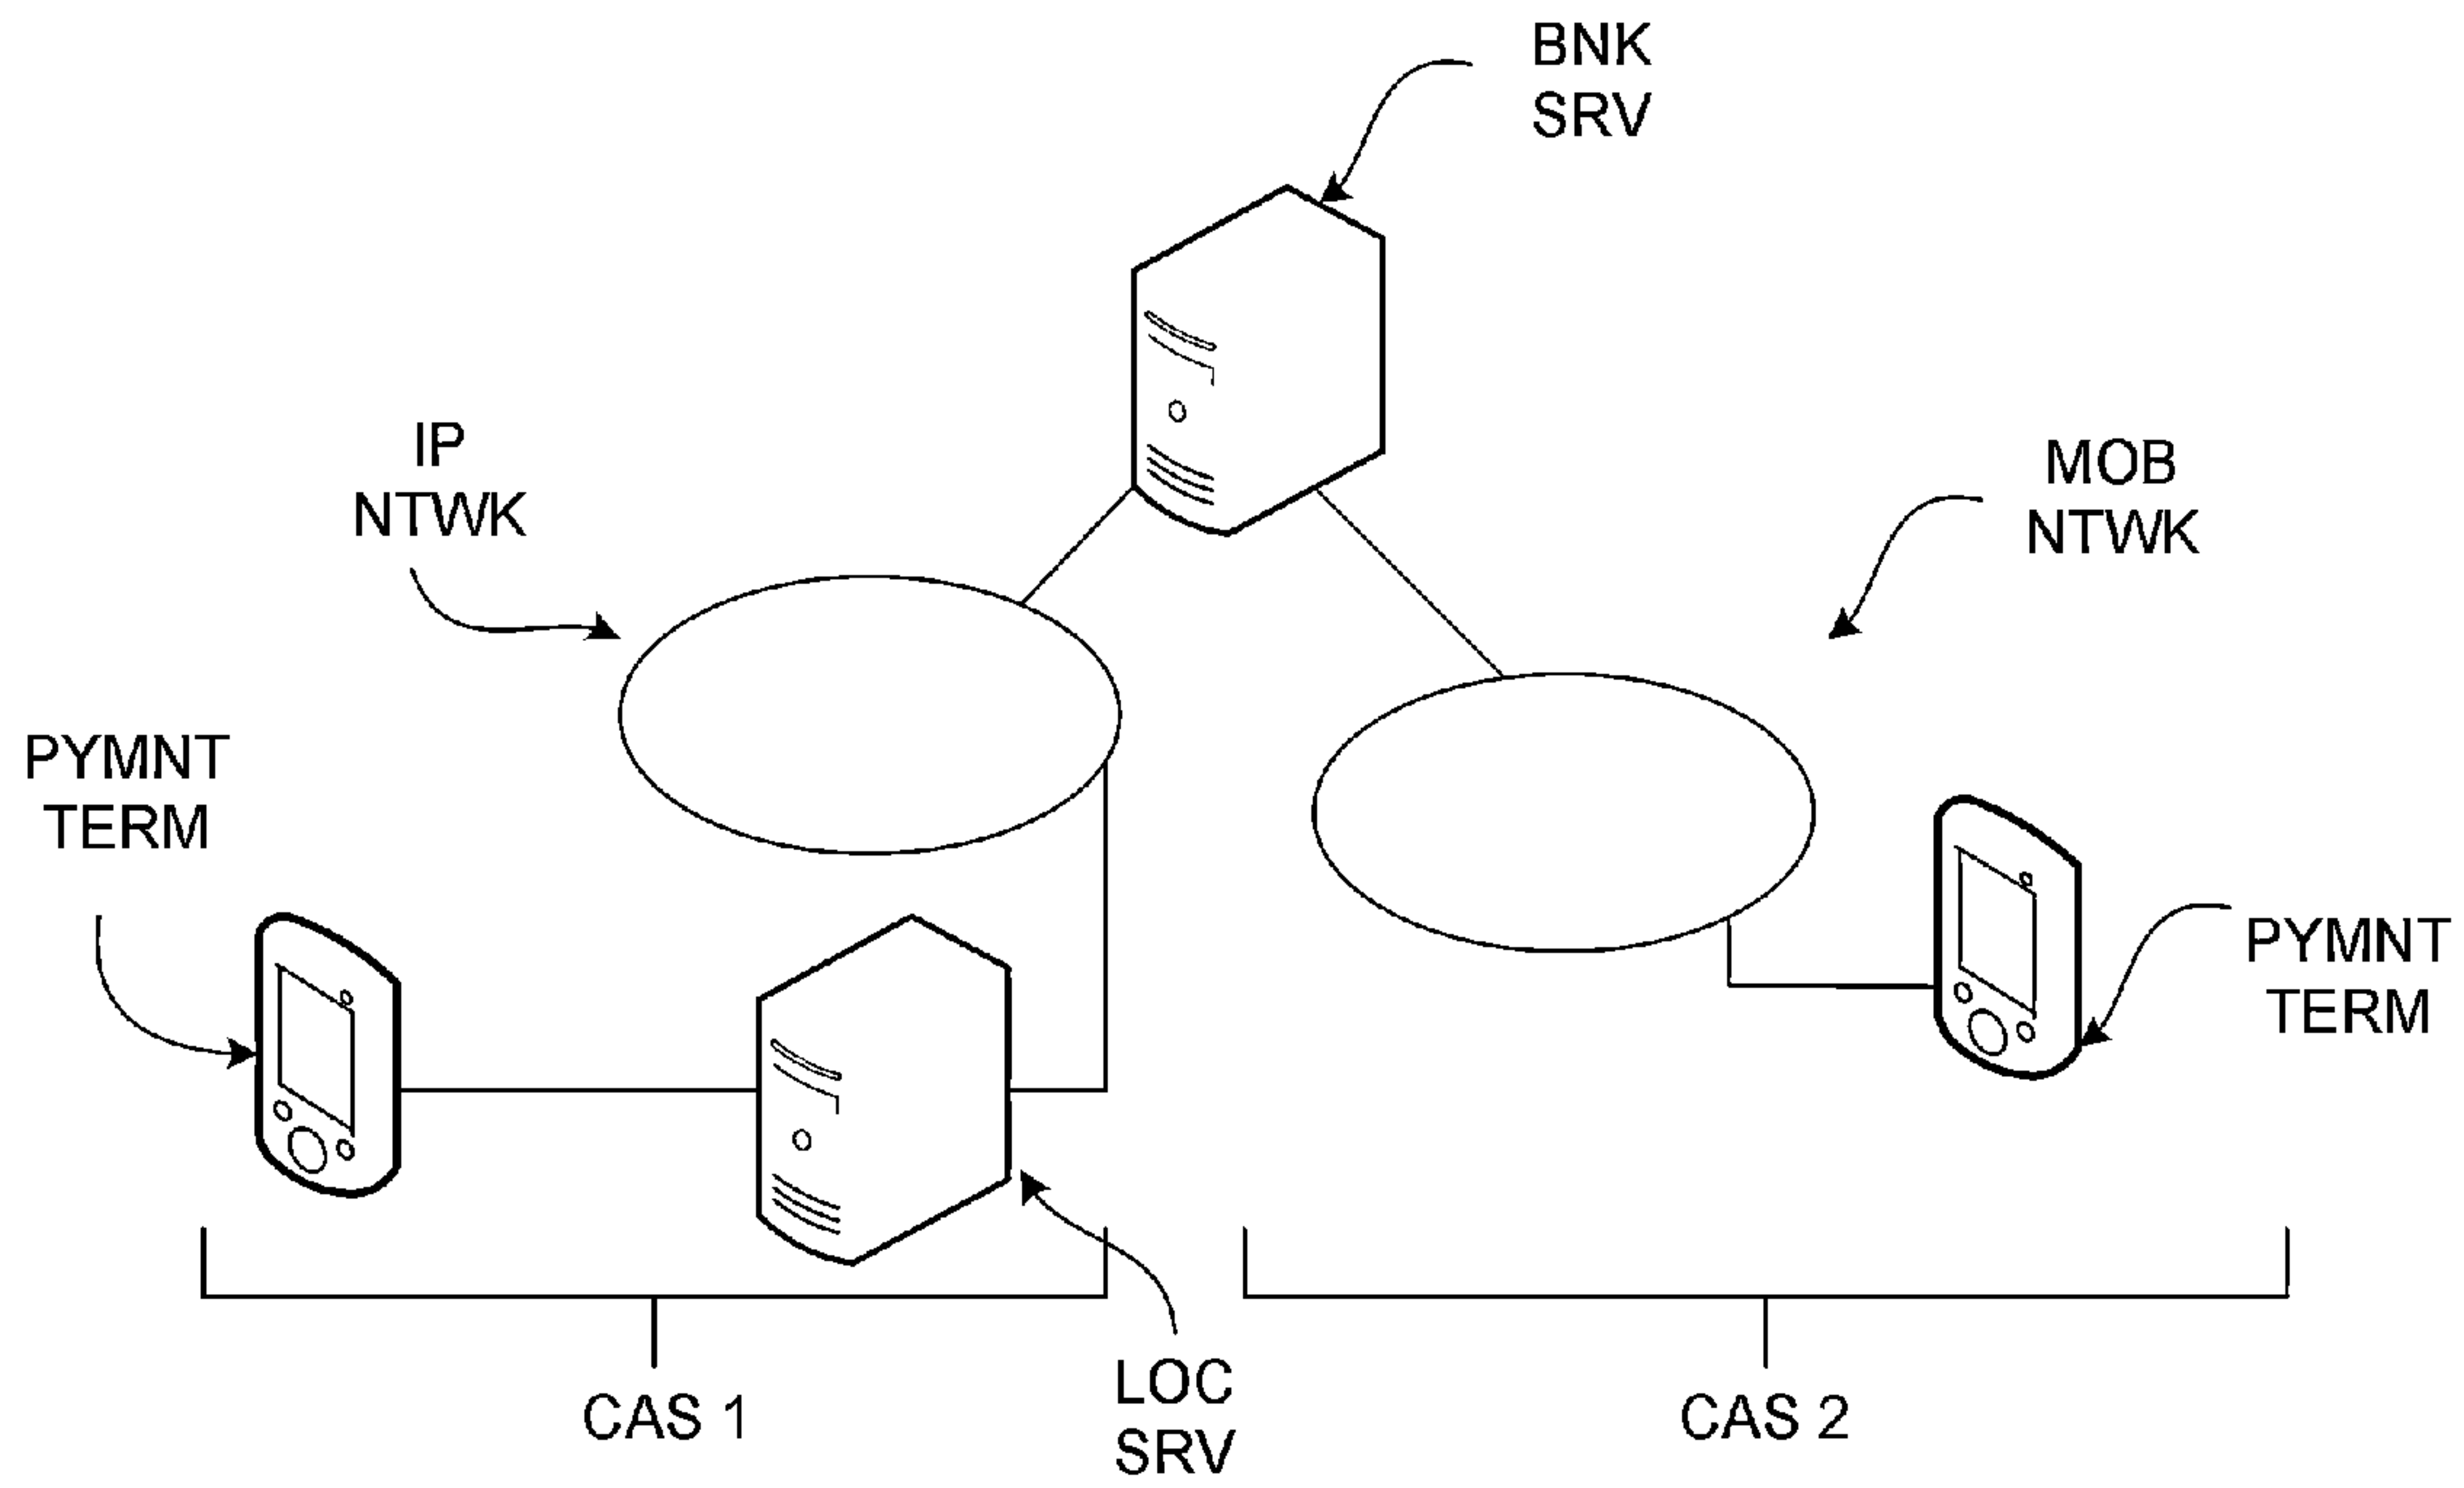 BNK
SRV
IP
NTWK
MOB
NTWK
PYMNT
TERM
PYMNT
TERM
LOC
SRV
CAS 1
CAS 2